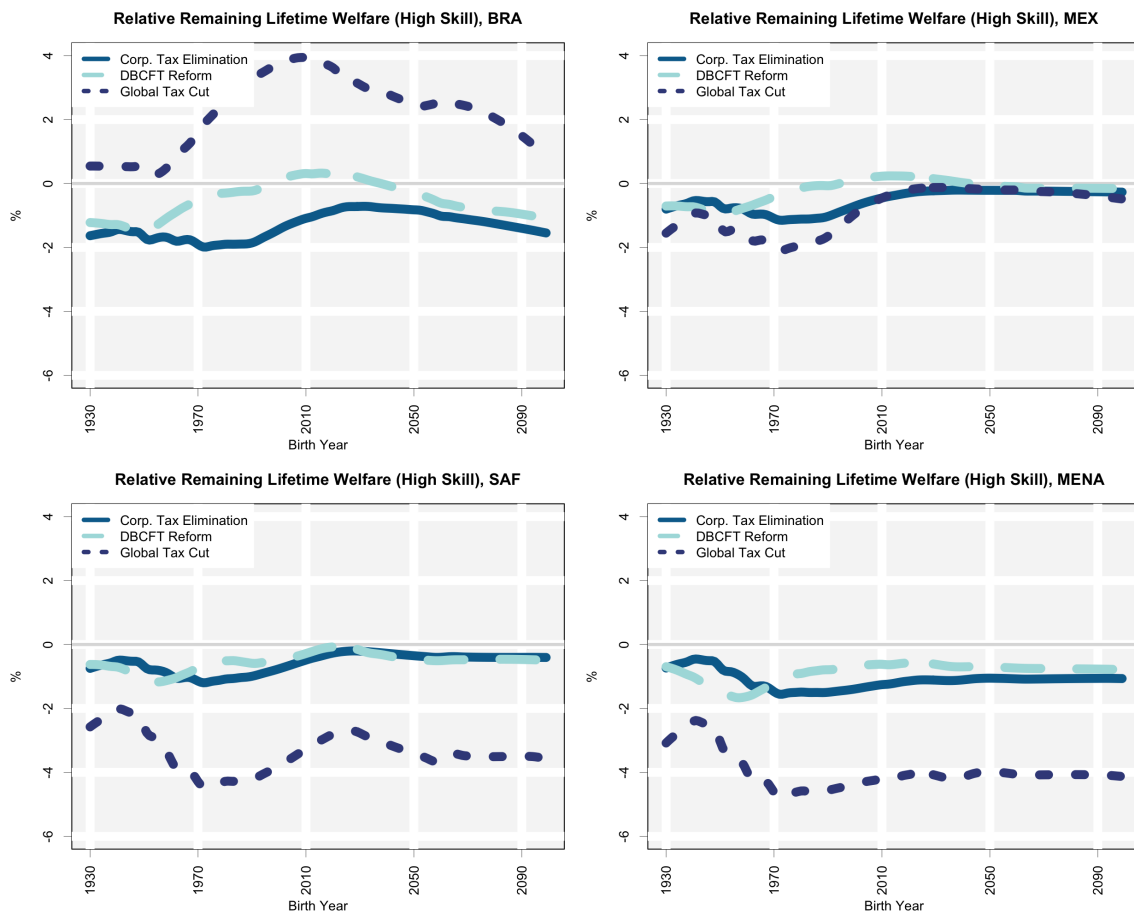 Relative Remaining Lifetime Welfare (High Skill), BRA
4
2
0
-2
-4
-6
%
Corp. Tax Elimination
DBCFT Reform
Global Tax Cut
1930
1970
2010
2050
2090
Birth Year
Relative Remaining Lifetime Welfare (High Skill), MEX
4
2
0
-2
-4
-6
%
Corp. Tax Elimination
DBCFT Reform
Global Tax Cut
1930
1970
2010
2050
2090
Birth Year
Relative Remaining Lifetime Welfare (High Skill), SAF
4
2
0
-2
-4
-6
%
Corp. Tax Elimination
DBCFT Reform
Global Tax Cut
1930
1970
2010
2050
2090
Birth Year
Relative Remaining Lifetime Welfare (High Skill), MENA
4
2
0
-2
-4
-6
%
Corp. Tax Elimination
DBCFT Reform
Global Tax Cut
1930
1970
2010
2050
2090
Birth Year